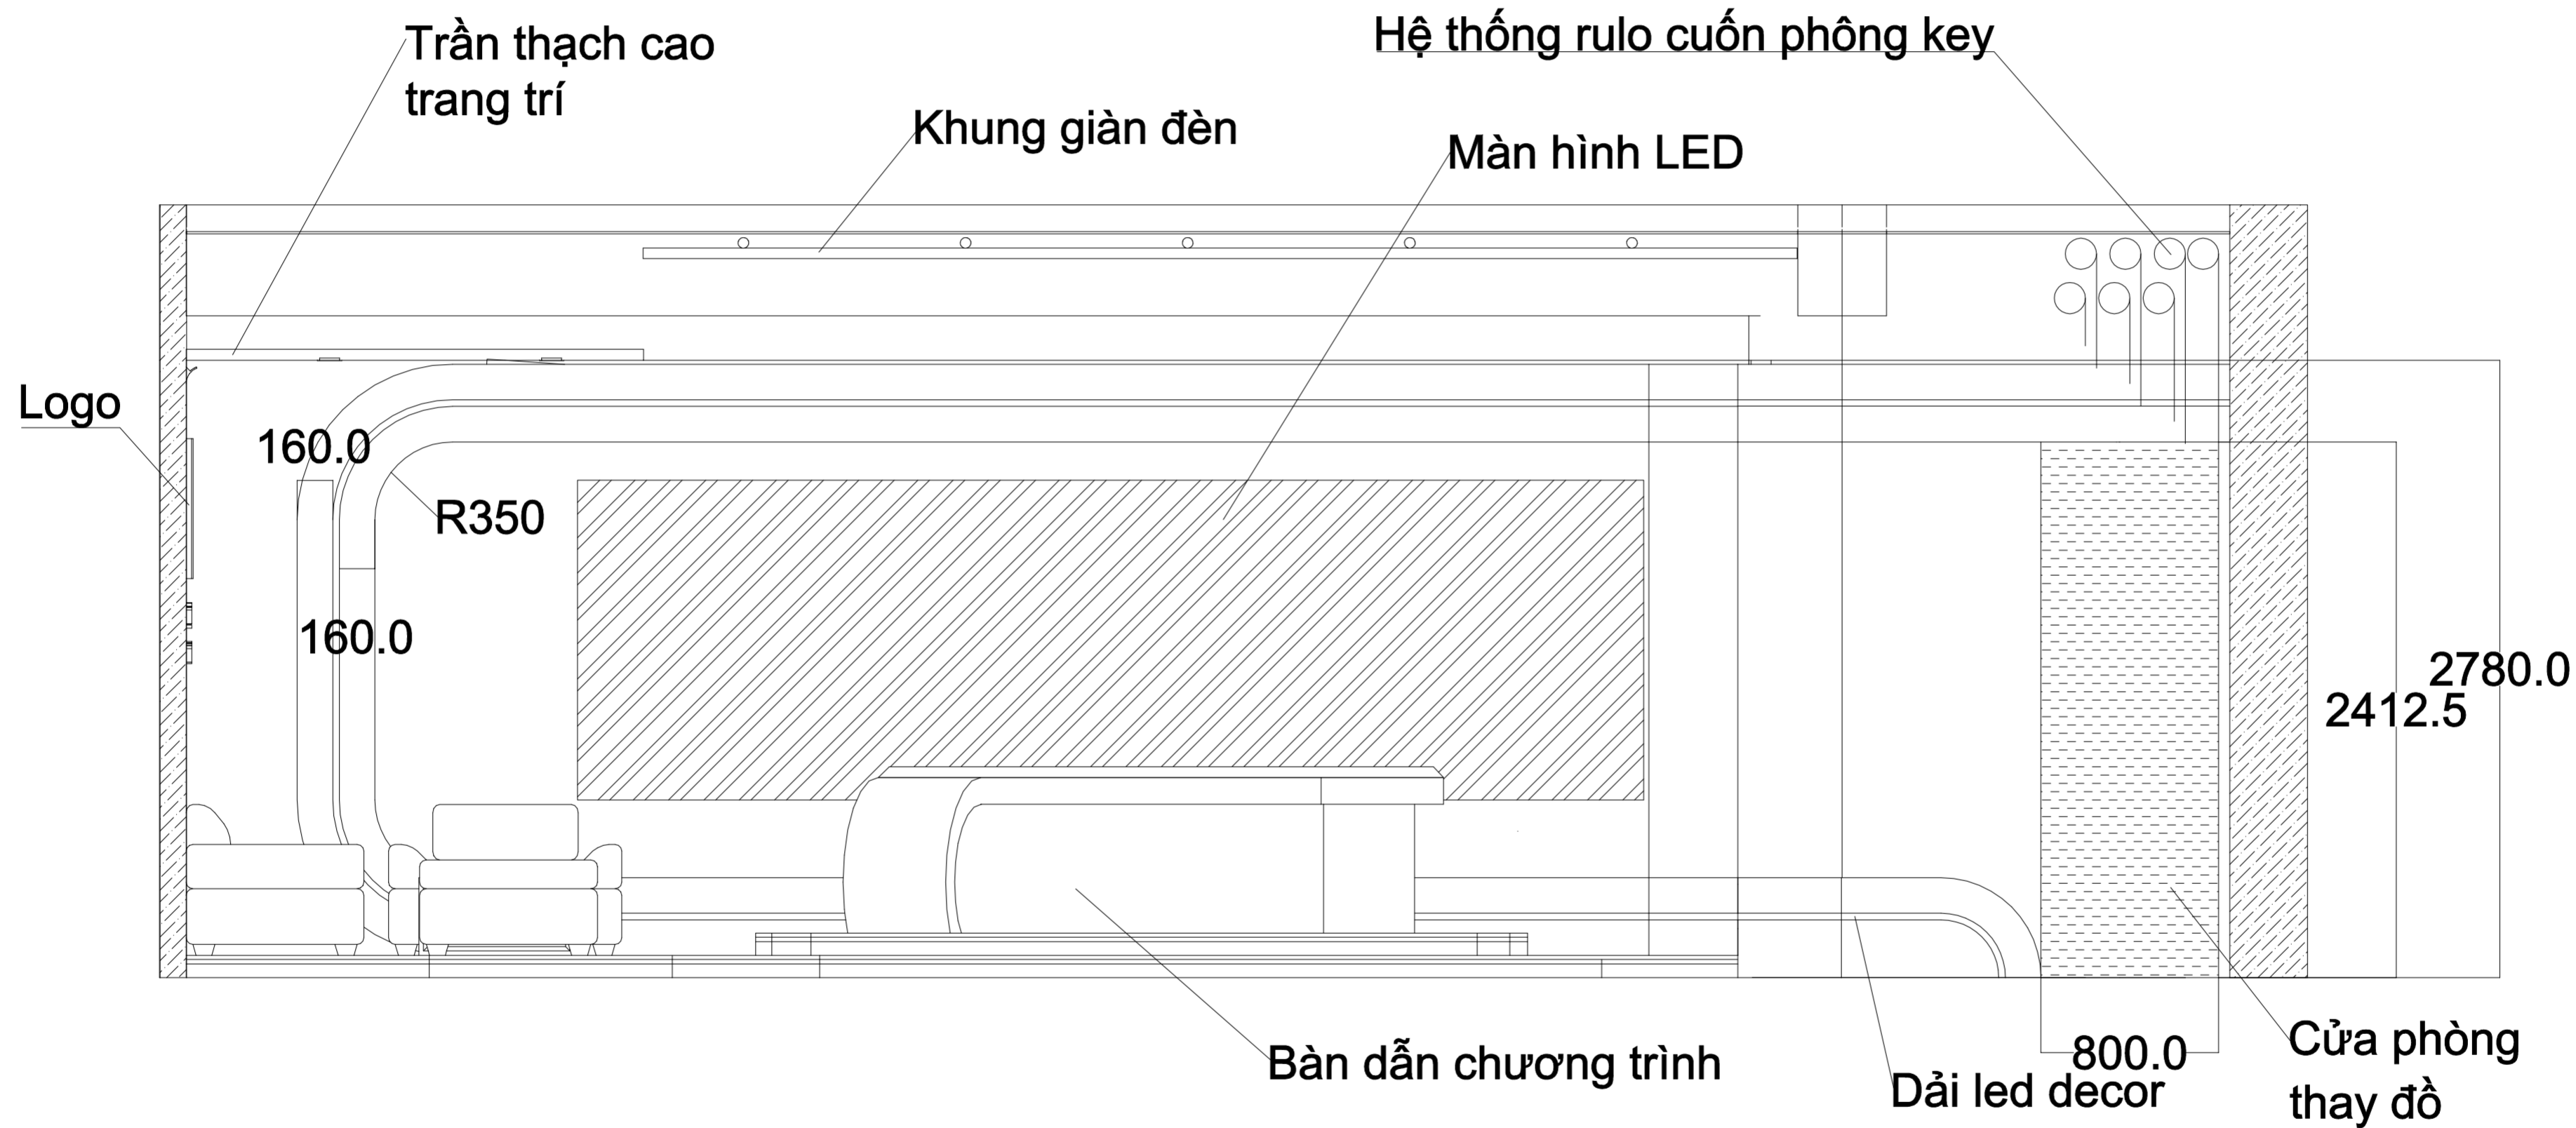 Trần thạch cao
trang trí
Hệ thống rulo cuốn phông key
Khung giàn đèn
Màn hình LED
Logo
160.0
R350
160.0
2780.0
2412.5
Bàn dẫn chương trình
800.0
Dải led decor
Cửa phòng
thay đồ